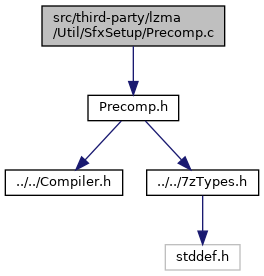 src/third-party/lzma
/Util/SfxSetup/Precomp.c
Precomp.h
../../Compiler.h
../../7zTypes.h
stddef.h